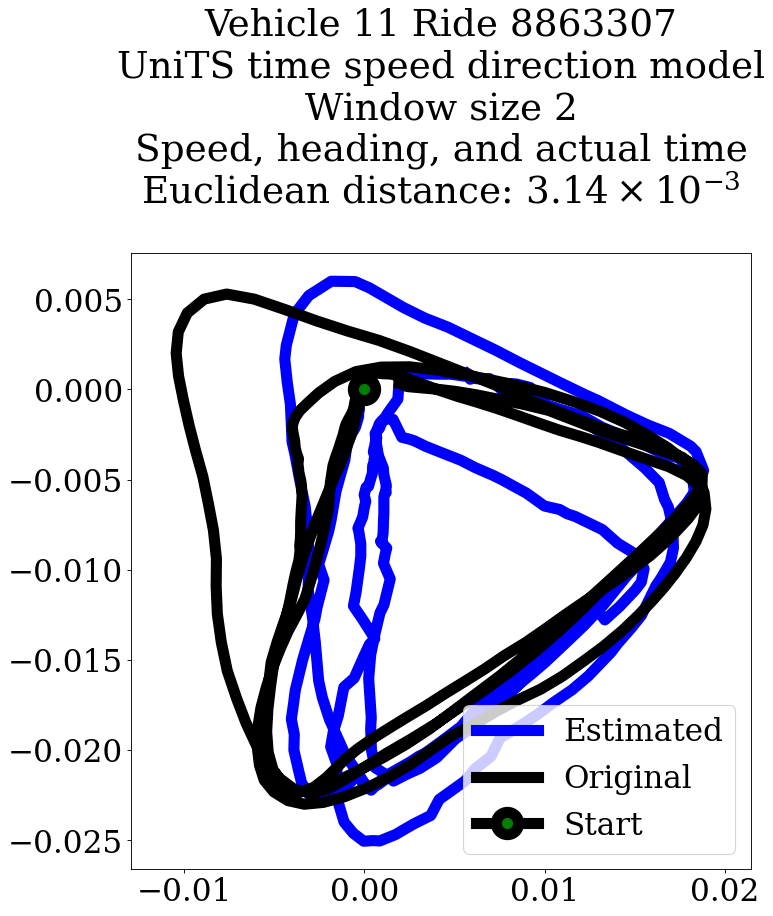 Vehicle 11 Ride 8863307
UniTS time speed direction model
Window size 2
Speed, heading, and actual time
Euclidean distance: 3.14 × 10⁻³
0.005
0.000
−0.005
−0.010
−0.015
−0.020
−0.025
Estimated
Original
Start
−0.01 0.00 0.01 0.02